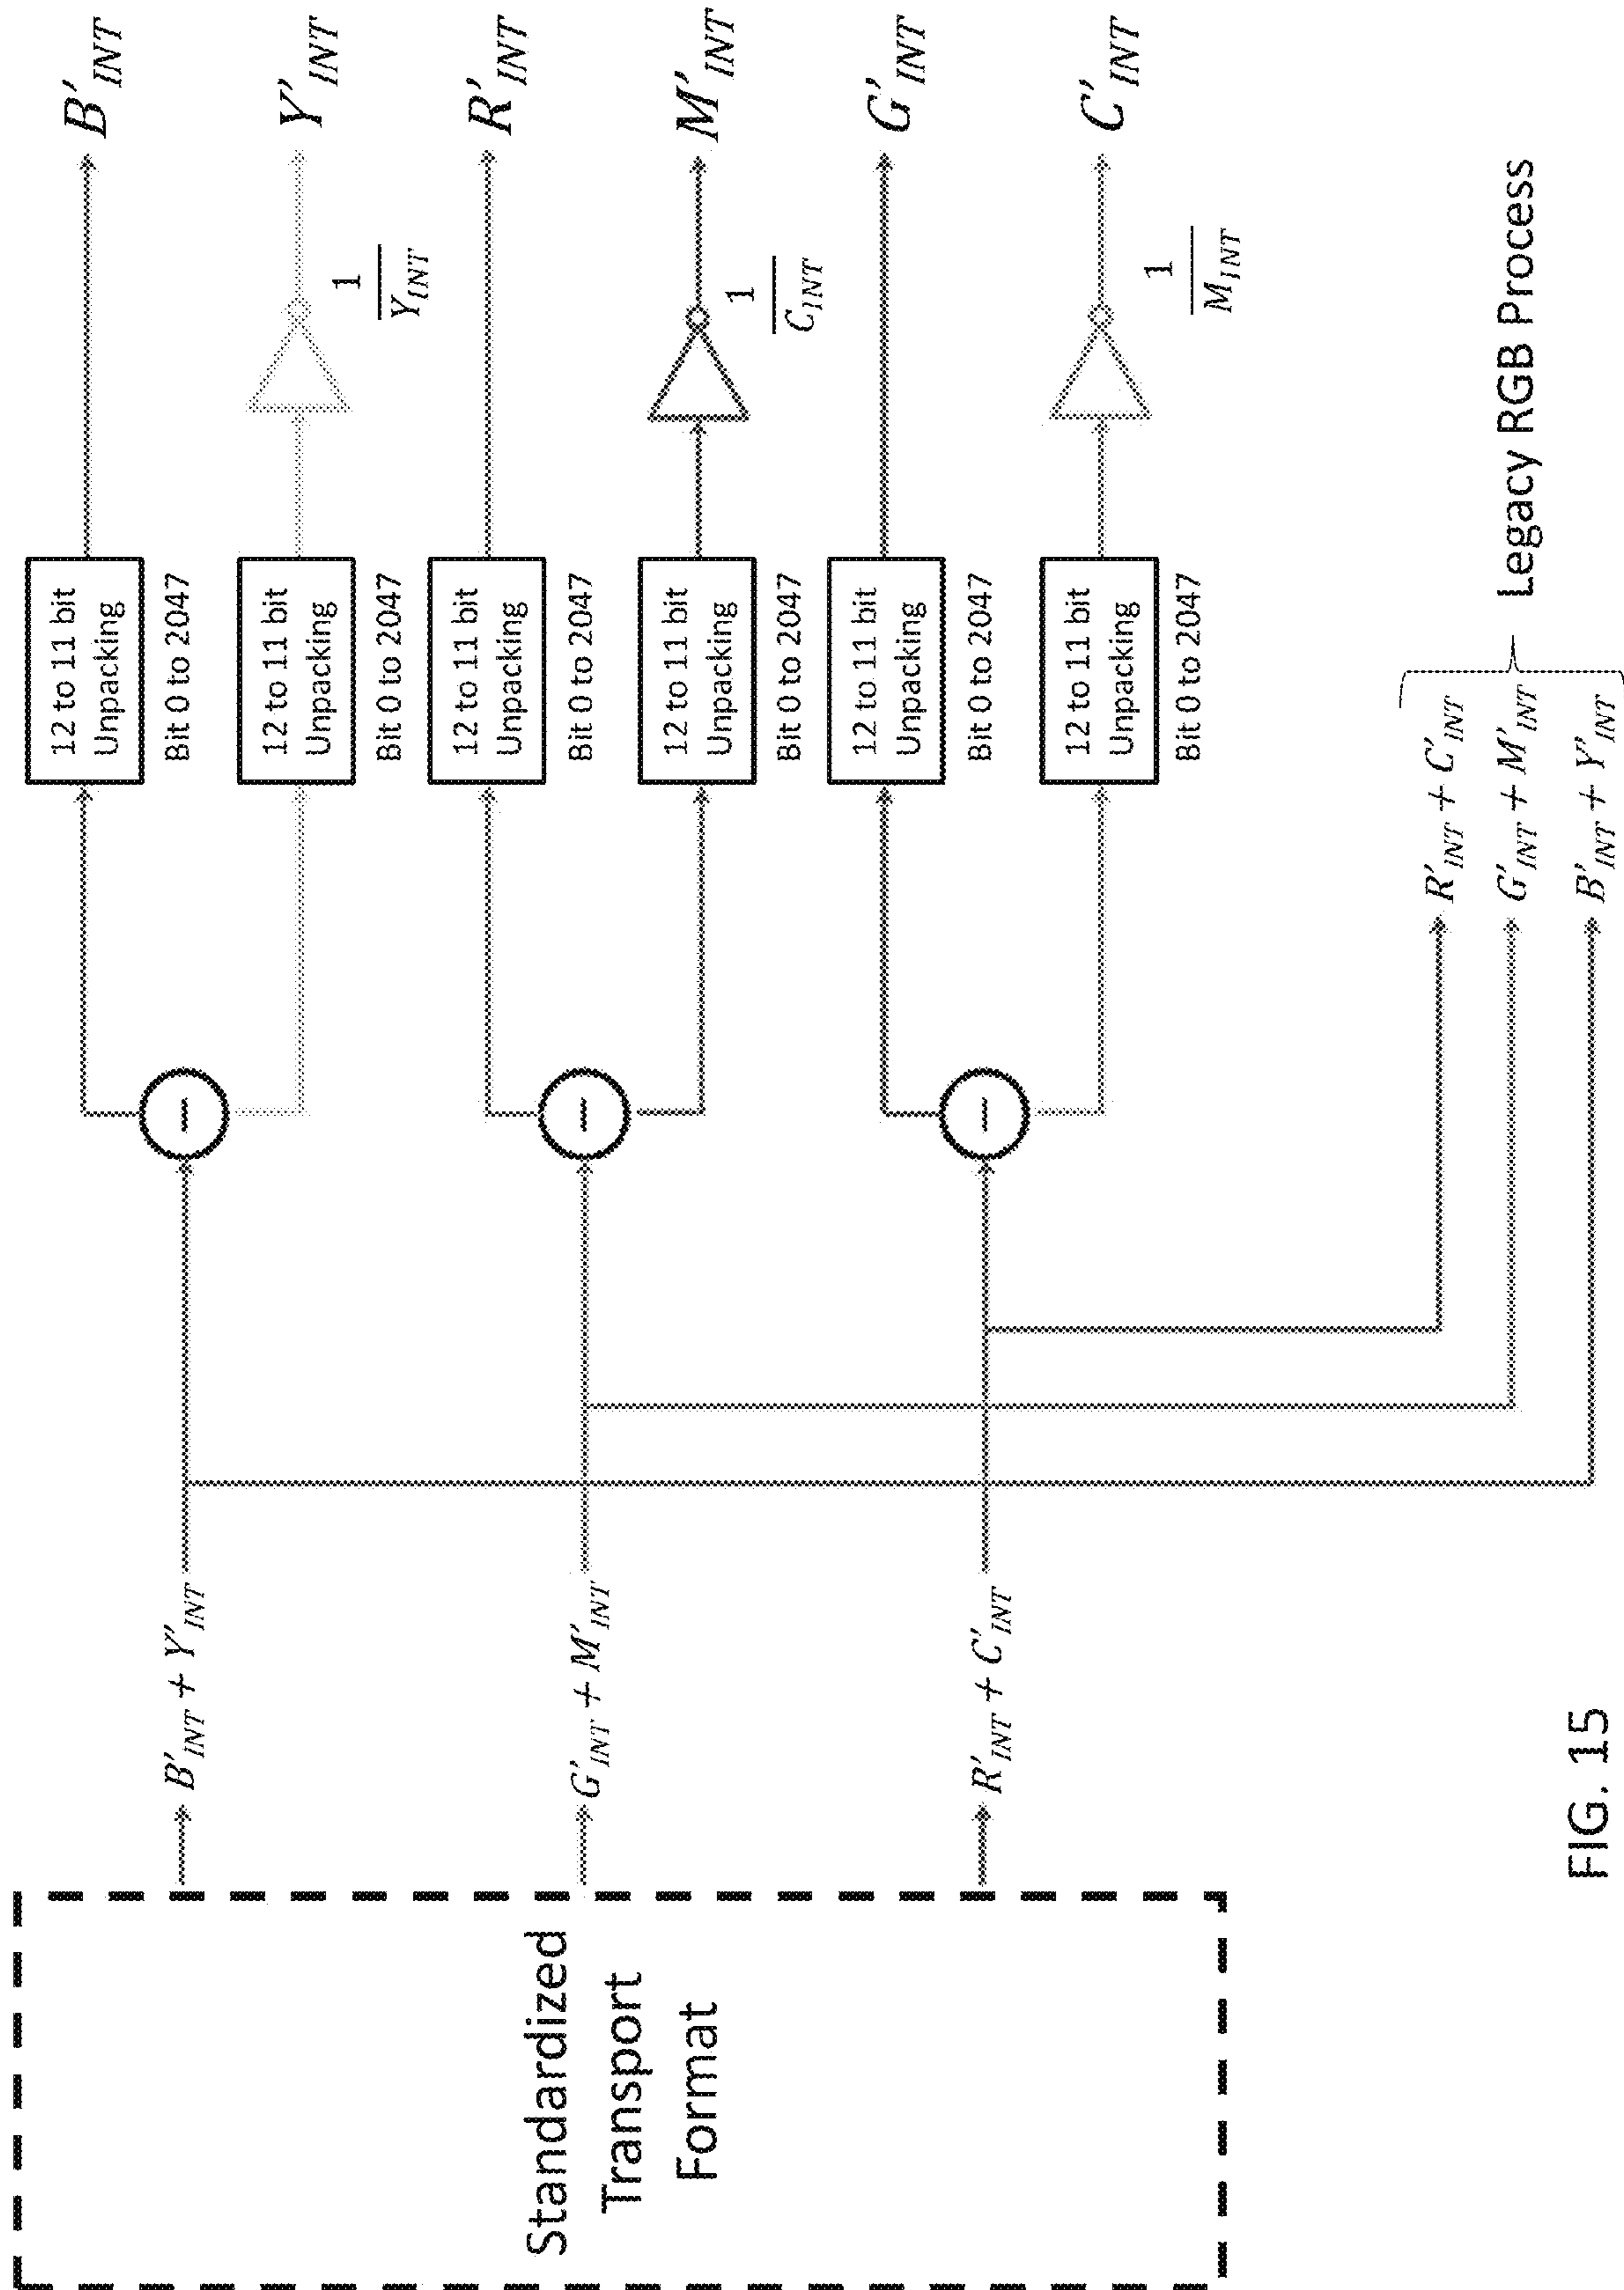 Standardized
Transport
Format
B'INT + Y'INT
G'INT + M'INT
R'INT + C'INT
−
−
−
12 to 11 bit
Unpacking
Bit 0 to 2047
B'INT
12 to 11 bit
Unpacking
Bit 0 to 2047
1
YINT
Y'INT
12 to 11 bit
Unpacking
Bit 0 to 2047
R'INT
12 to 11 bit
Unpacking
Bit 0 to 2047
1
CINT
M'INT
12 to 11 bit
Unpacking
Bit 0 to 2047
G'INT
12 to 11 bit
Unpacking
Bit 0 to 2047
1
MINT
C'INT
R'INT + C'INT
G'INT + M'INT
B'INT + Y'INT
Legacy RGB Process
FIG. 15